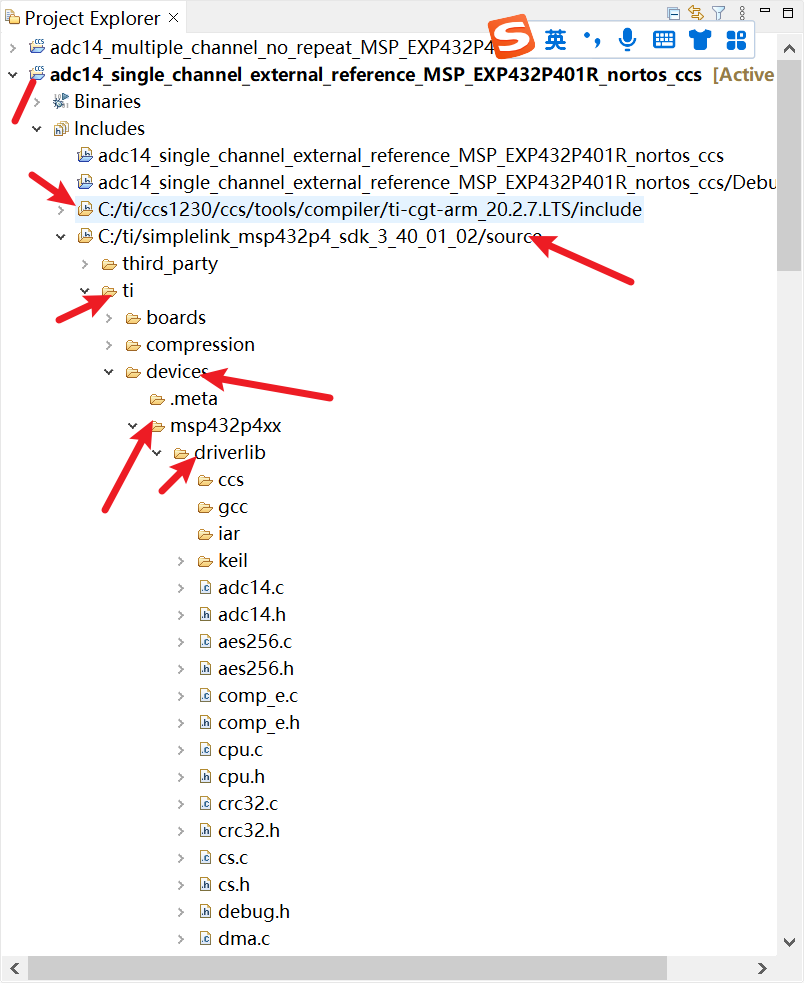 Project Explorer
adc14_multiple_channel_no_repeat_MSP_EXP432P4
S 英
adc14_single_channel_external_reference_MSP_EXP432P401R_nortos_ccs [Active
Binaries
Includes
adc14_single_channel_external_reference_MSP_EXP432P401R_nortos_ccs
adc14_single_channel_external_reference_MSP_EXP432P401R_nortos_ccs/Debu
C:/ti/ccs1230/ccs/tools/compiler/ti-cgt-arm_20.2.7.LTS/include
C:/ti/simplelink_msp432p4_sdk_3_40_01_02/source
third_party
ti
boards
compression
devices
.meta
msp432p4xx
driverlib
ccs
gcc
iar
keil
adc14.c
adc14.h
aes256.c
aes256.h
comp_e.c
comp_e.h
cpu.c
cpu.h
crc32.c
crc32.h
cs.c
cs.h
debug.h
dma.c